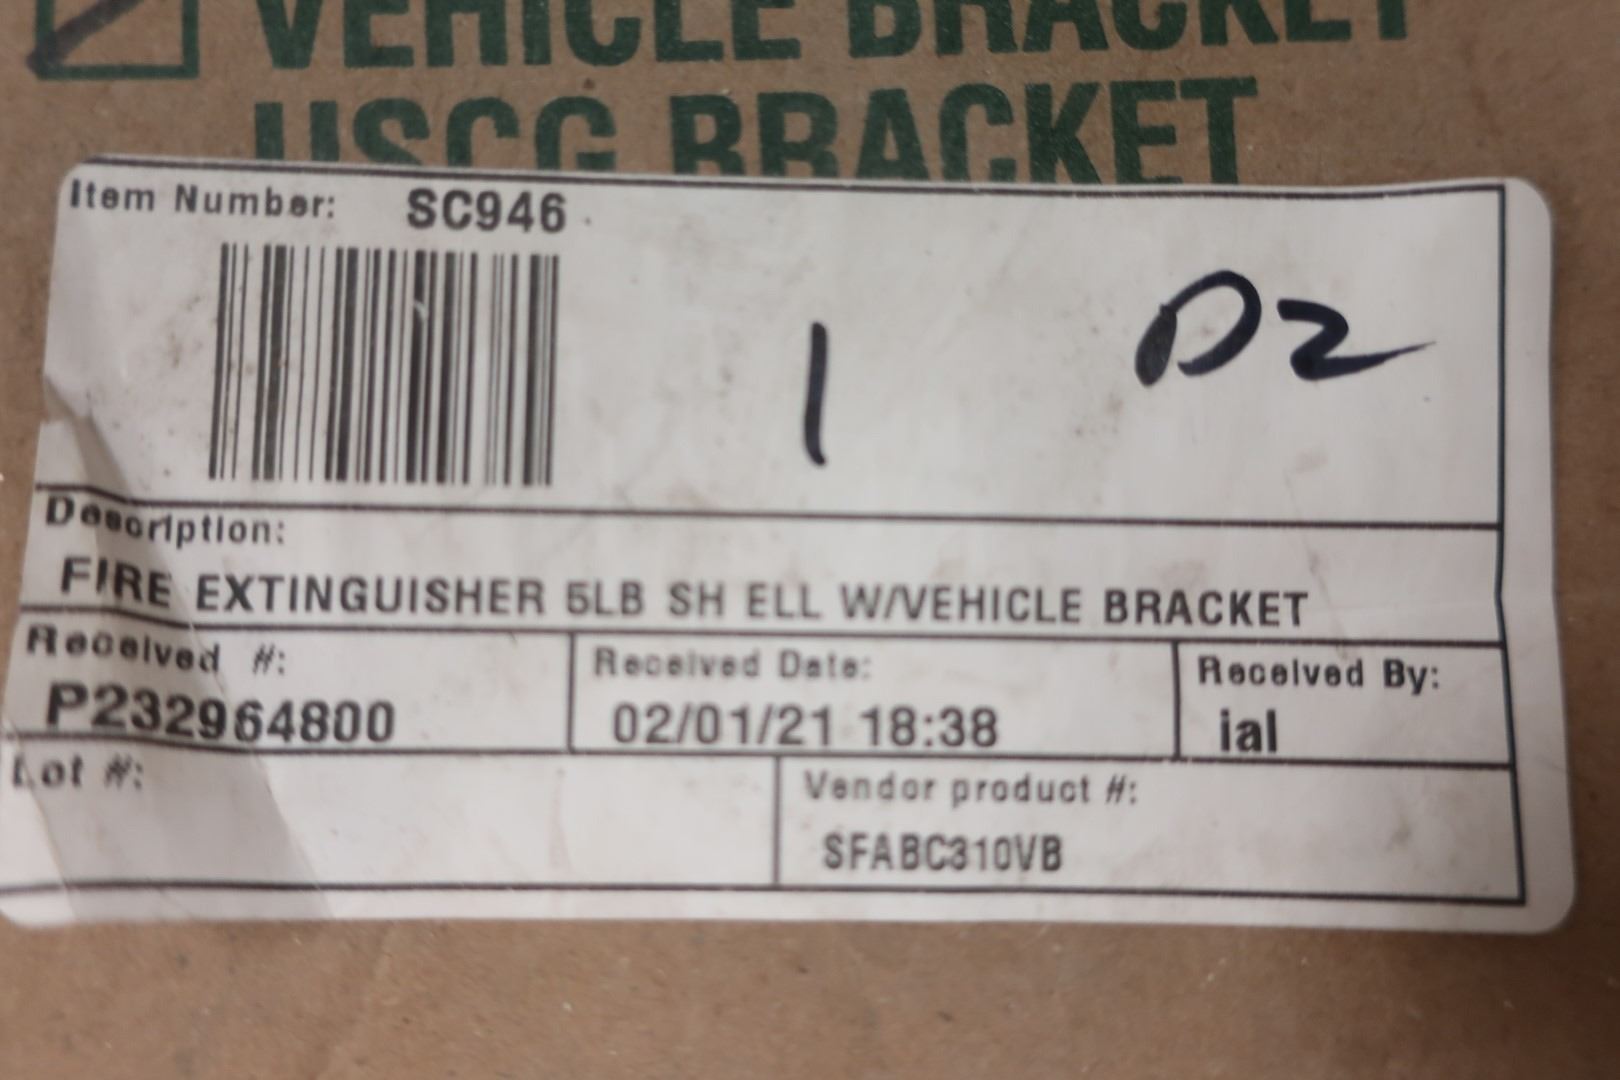 VEHICLE BRACKET
USCG BRACKET
Item Number: SC946
1 D2
Description:
FIRE EXTINGUISHER 5LB SH ELL W/VEHICLE BRACKET
Received #: Received Date: Received By:
P232964800 02/01/21 18:38 ial
Lot #: Vendor product #:
SFABC310VB